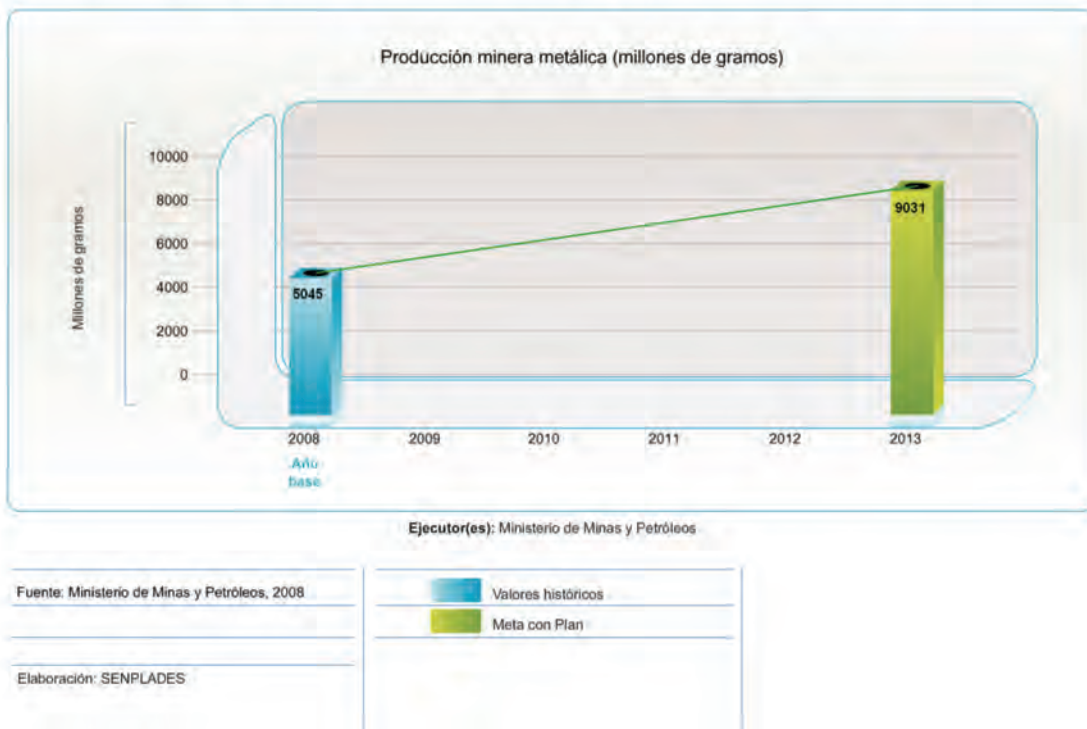 Producción minera metálica (millones de gramos)
Millones de gramos
10000
8000
6000
4000
2000
0
5045
9031
2008
2009
2010
2011
2012
2013
Año
base
Ejecutor(es): Ministerio de Minas y Petróleos
Fuente: Ministerio de Minas y Petróleos, 2008
Valores históricos
Meta con Plan
Elaboración: SENPLADES